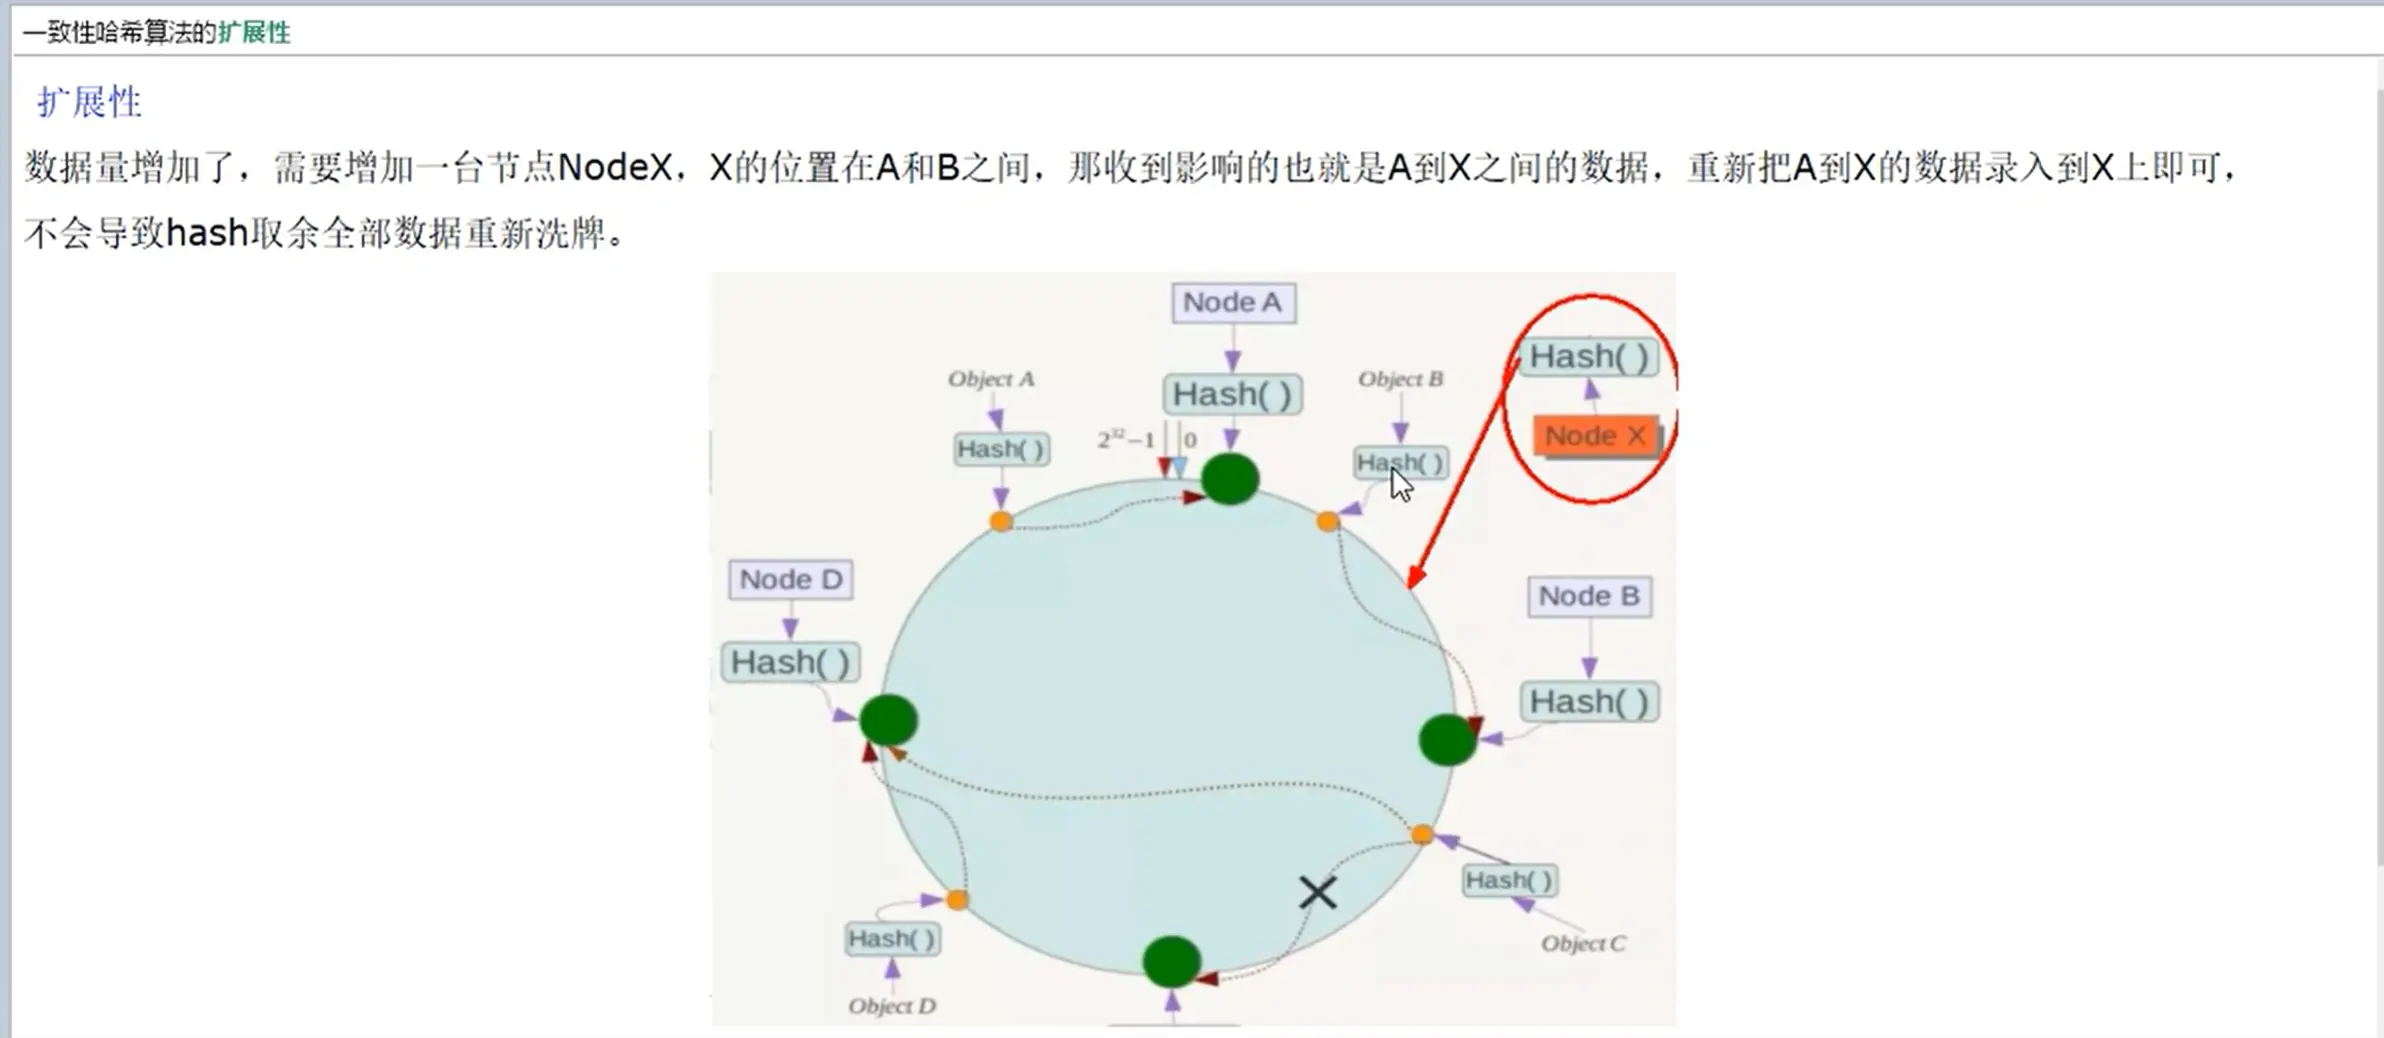 一致性哈希算法的扩展性
扩展性
数据量增加了，需要增加一台节点NodeX，X的位置在A和B之间，那收到影响的也就是A到X之间的数据，重新把A到X的数据录入到X上即可，
不会导致hash取余全部数据重新洗牌。
Node A
Hash( )
Node X
Hash( )
Object A
Hash( )
2³²−1
0
Object B
Hash( )
Node D
Hash( )
Node B
Hash( )
Hash( )
Object C
Hash( )
Object D